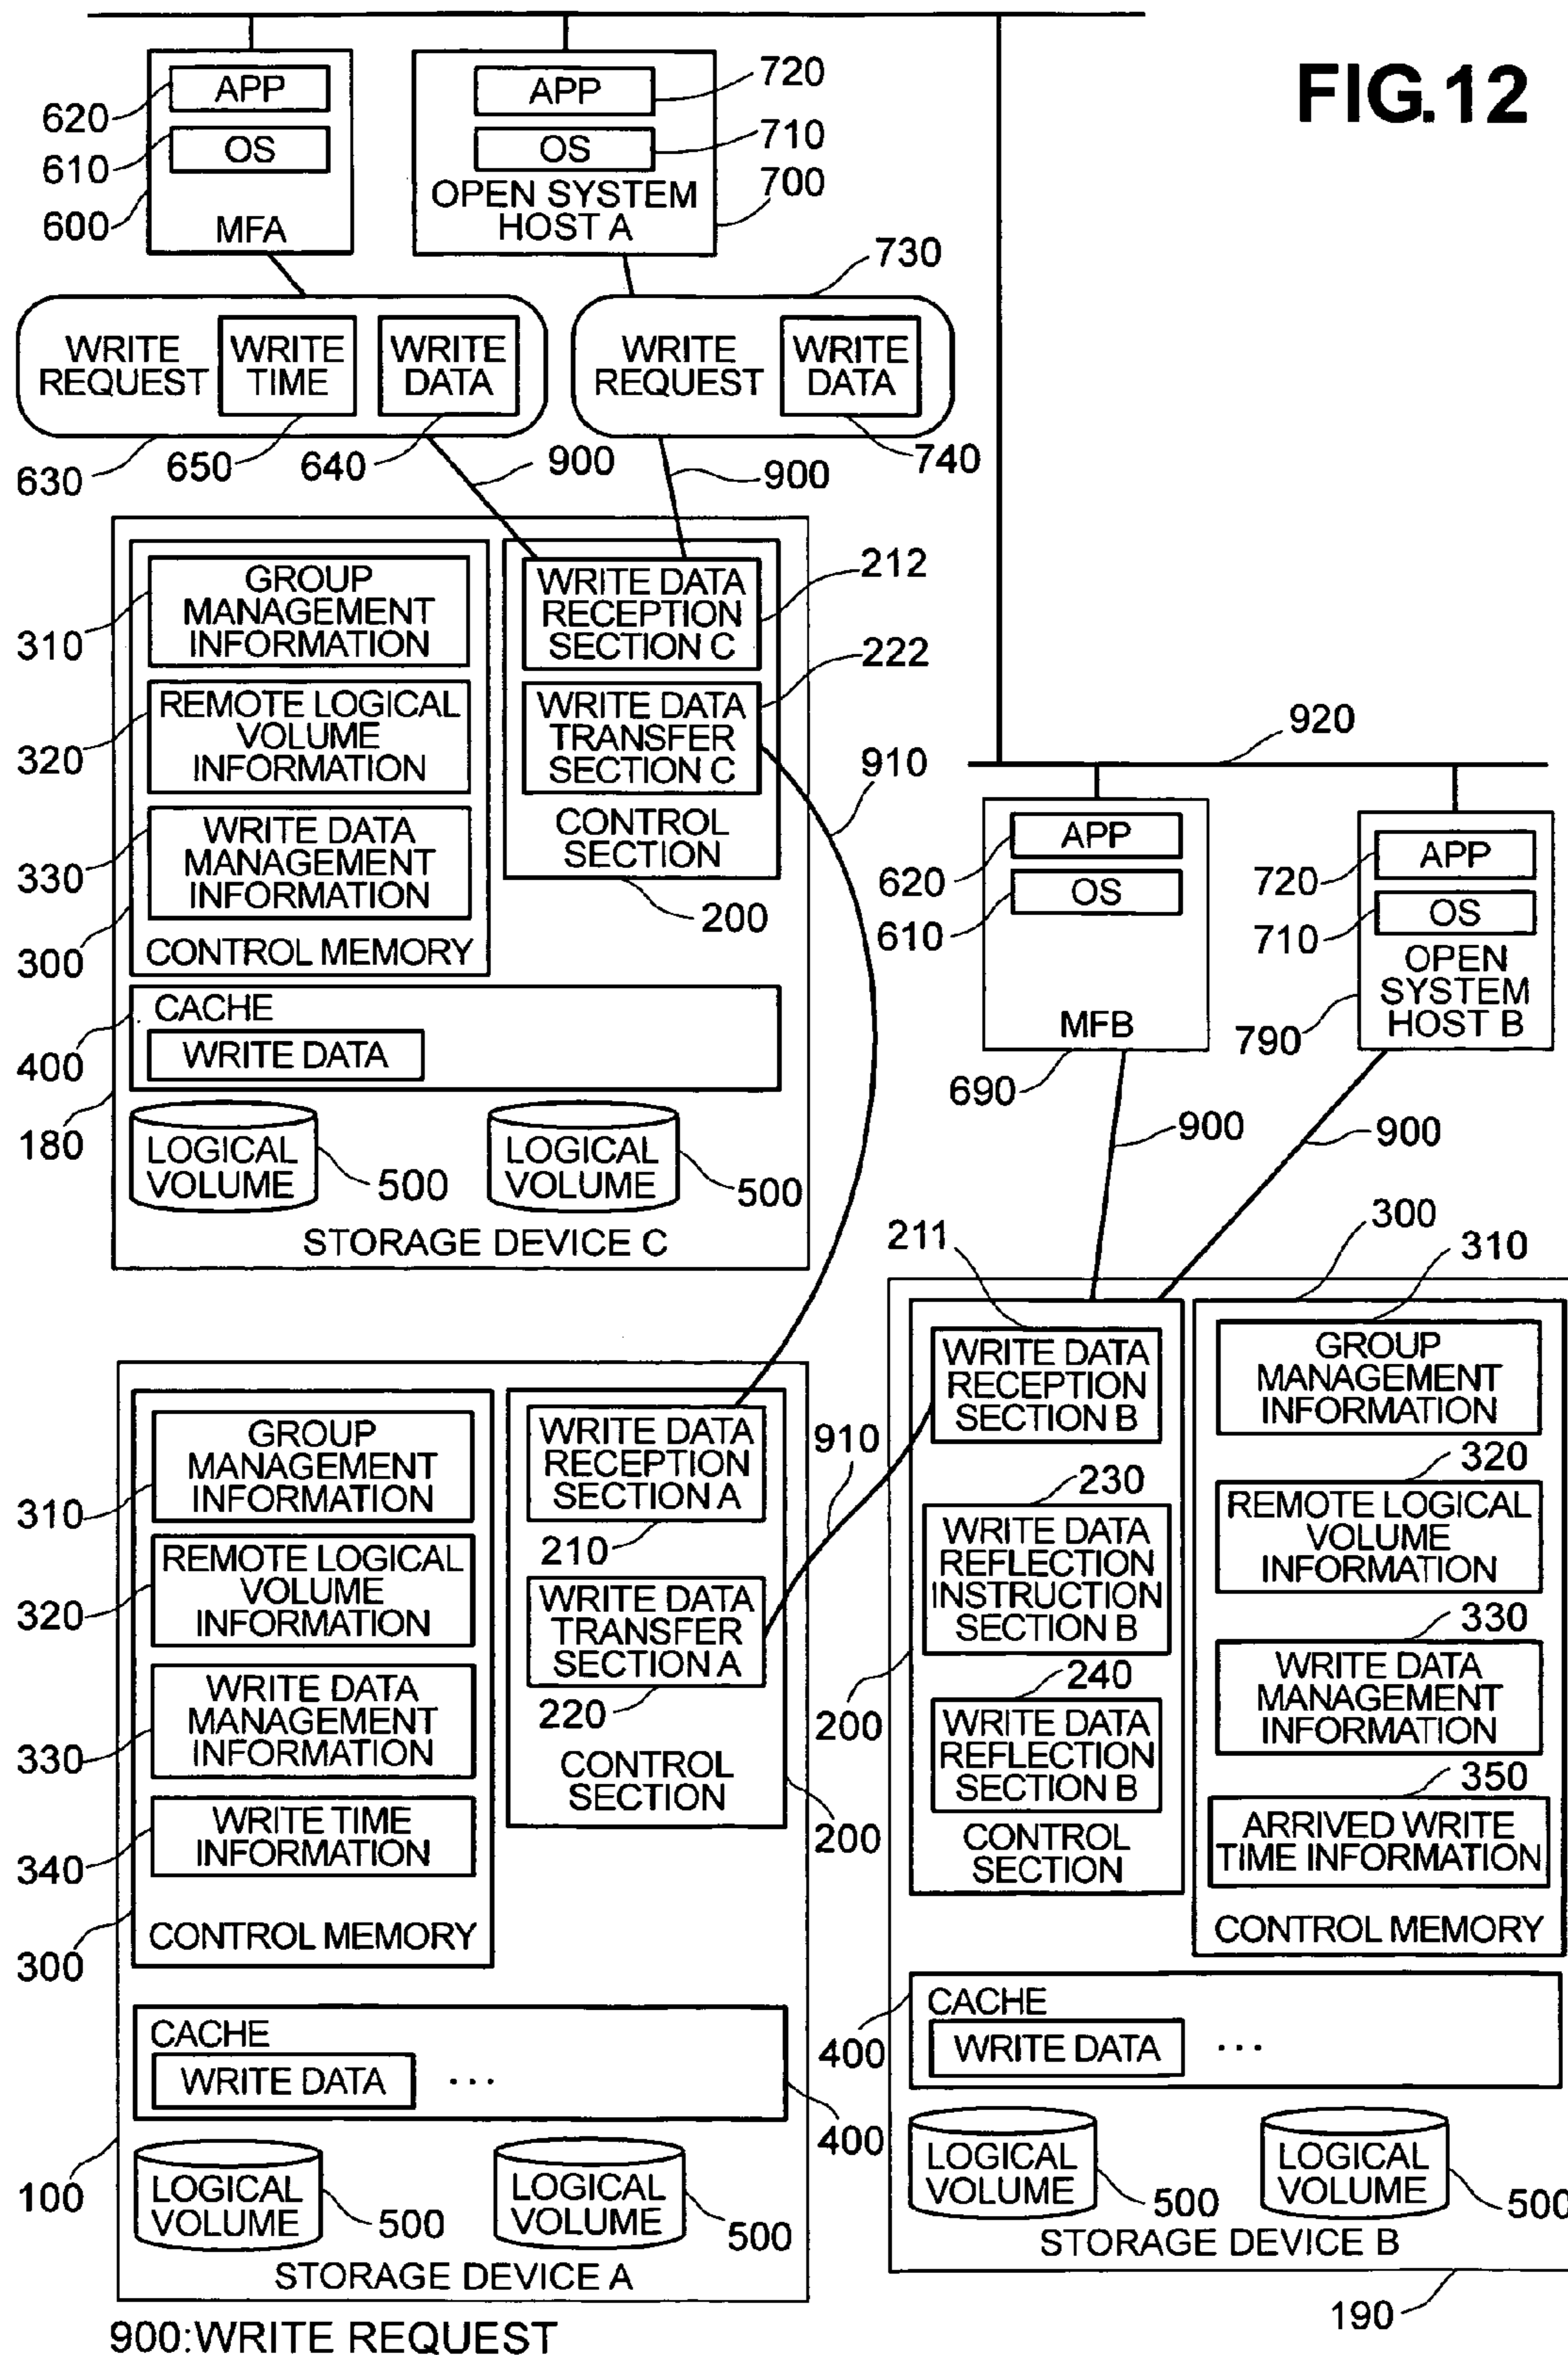 FIG.12
APP
620
OS
610
600
MFA
APP
720
OS
710
OPEN SYSTEM
HOST A
700
730
WRITE
REQUEST
WRITE
TIME
WRITE
DATA
WRITE
REQUEST
WRITE
DATA
630
650
640
900
900
740
GROUP
MANAGEMENT
INFORMATION
310
REMOTE LOGICAL
VOLUME
INFORMATION
320
WRITE DATA
MANAGEMENT
INFORMATION
330
CONTROL MEMORY
300
WRITE DATA
RECEPTION
SECTION C
212
WRITE DATA
TRANSFER
SECTION C
222
CONTROL
SECTION
200
910
CACHE
WRITE DATA
400
180
LOGICAL
VOLUME
500
LOGICAL
VOLUME
500
STORAGE DEVICE C
920
APP
620
OS
610
MFB
690
APP
720
OS
710
OPEN
SYSTEM
HOST B
790
900
900
GROUP
MANAGEMENT
INFORMATION
310
REMOTE LOGICAL
VOLUME
INFORMATION
320
WRITE DATA
MANAGEMENT
INFORMATION
330
WRITE TIME
INFORMATION
340
CONTROL MEMORY
300
WRITE DATA
RECEPTION
SECTION A
210
WRITE DATA
TRANSFER
SECTION A
220
CONTROL
SECTION
200
910
CACHE
WRITE DATA
...
400
100
LOGICAL
VOLUME
500
LOGICAL
VOLUME
500
STORAGE DEVICE A
211
WRITE DATA
RECEPTION
SECTION B
230
WRITE DATA
REFLECTION
INSTRUCTION
SECTION B
240
WRITE DATA
REFLECTION
SECTION B
CONTROL
SECTION
200
300
310
GROUP
MANAGEMENT
INFORMATION
320
REMOTE LOGICAL
VOLUME
INFORMATION
330
WRITE DATA
MANAGEMENT
INFORMATION
350
ARRIVED WRITE
TIME INFORMATION
CONTROL MEMORY
CACHE
WRITE DATA
...
400
LOGICAL
VOLUME
500
LOGICAL
VOLUME
500
STORAGE DEVICE B
190
900:WRITE REQUEST